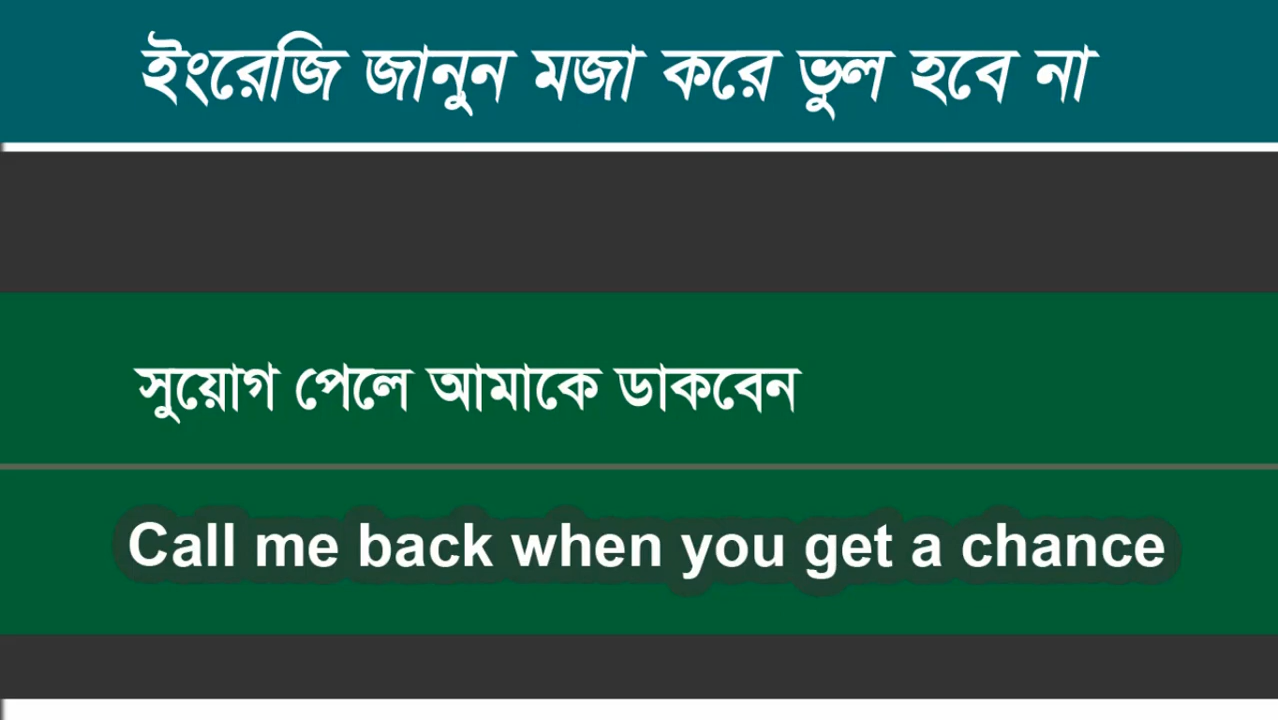 ইংরেজি জানুন মজা করে ভুল হবে না
সুয়োগ পেলে আমাকে ডাকবেন
Call me back when you get a chance